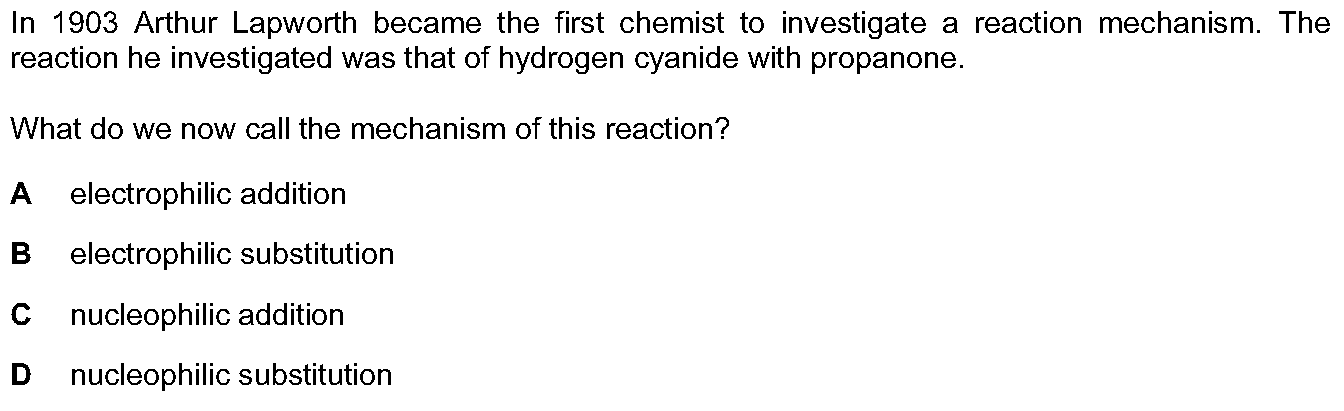 In 1903 Arthur Lapworth became the first chemist to investigate a reaction mechanism. The
reaction he investigated was that of hydrogen cyanide with propanone.
What do we now call the mechanism of this reaction?
A electrophilic addition
B electrophilic substitution
C nucleophilic addition
D nucleophilic substitution